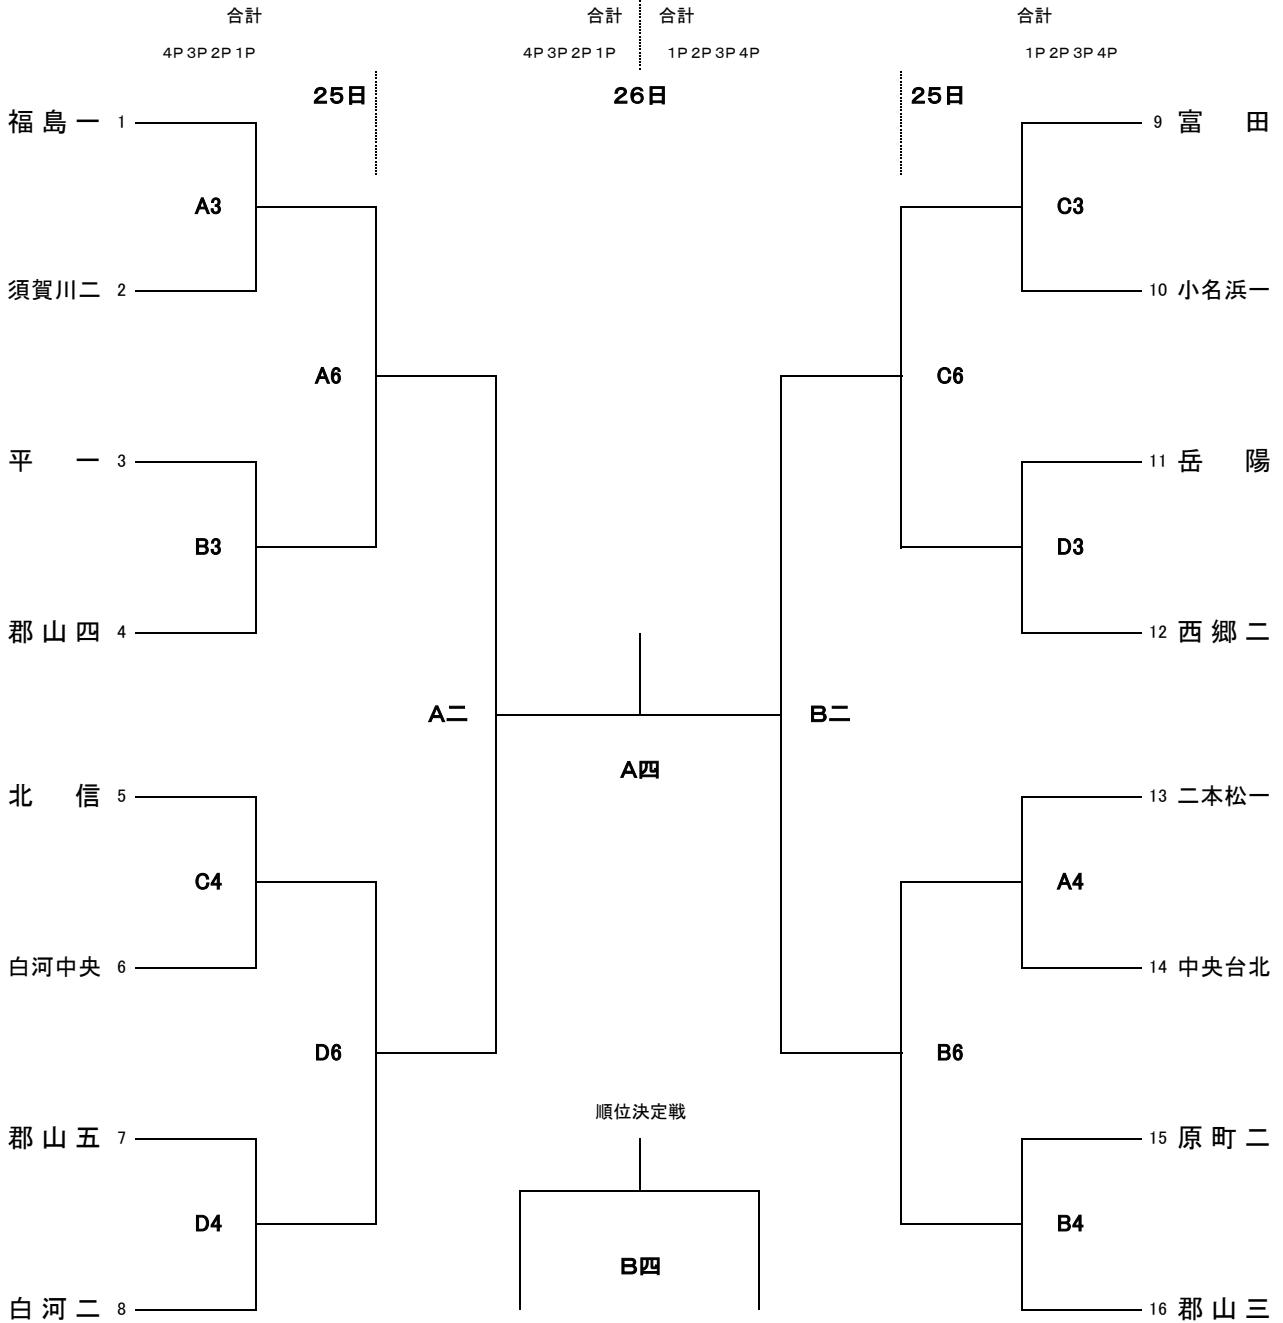 合計 合計 合計 合計
4P 3P 2P 1P 4P 3P 2P 1P 1P 2P 3P 4P 1P 2P 3P 4P
25日 26日 25日
福島一 1 9 富田
A3 C3
須賀川二 2 10 小名浜一
A6 C6
平一 3 11 岳陽
B3 D3
郡山四 4 12 西郷二
A二 B二
A四
北信 5 13 二本松一
C4 A4
白河中央 6 14 中央台北
D6 B6
順位決定戦
郡山五 7 15 原町二
D4 B4
B四
白河二 8 16 郡山三